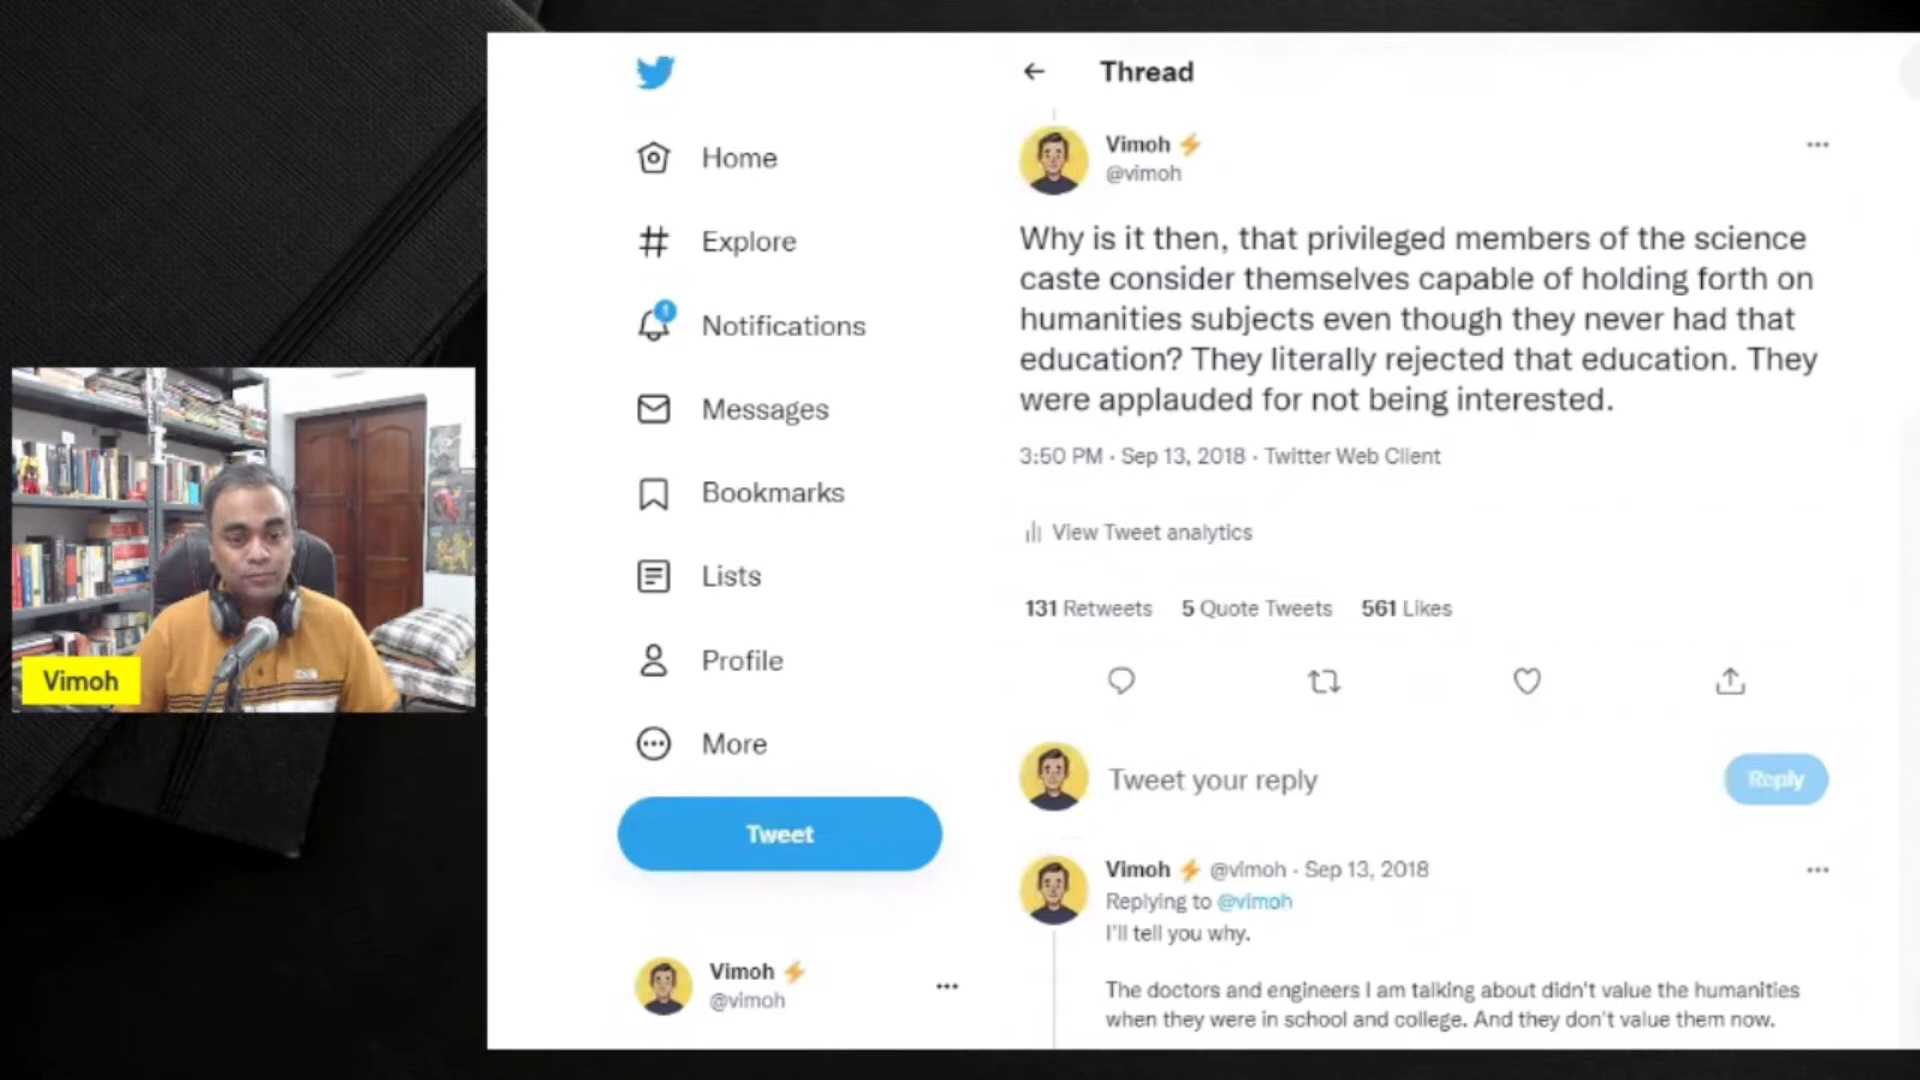 Thread
Home
Explore
1
Notifications
Messages
Bookmarks
Lists
Profile
More
Tweet
Vimoh ⚡
@vimoh
Vimoh ⚡
@vimoh
Why is it then, that privileged members of the science
caste consider themselves capable of holding forth on
humanities subjects even though they never had that
education? They literally rejected that education. They
were applauded for not being interested.
3:50 PM · Sep 13, 2018 · Twitter Web Client
View Tweet analytics
131 Retweets 5 Quote Tweets 561 Likes
Tweet your reply
Reply
Vimoh ⚡ @vimoh · Sep 13, 2018
Replying to @vimoh
I'll tell you why.
The doctors and engineers I am talking about didn't value the humanities
when they were in school and college. And they don't value them now.
Vimoh